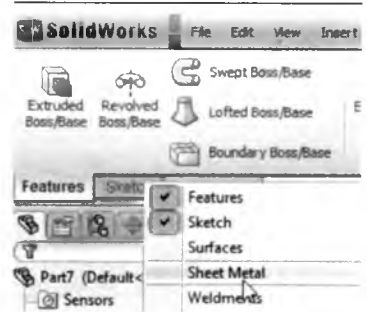 SolidWorks File Edit View Insert
Swept Boss/Base
Extruded Boss/Base
Revolved Boss/Base
Lofted Boss/Base
Boundary Boss/Base
Features
Features
Sketch
Surfaces
Part7 (Default<
Sheet Metal
Sensors
Weldments